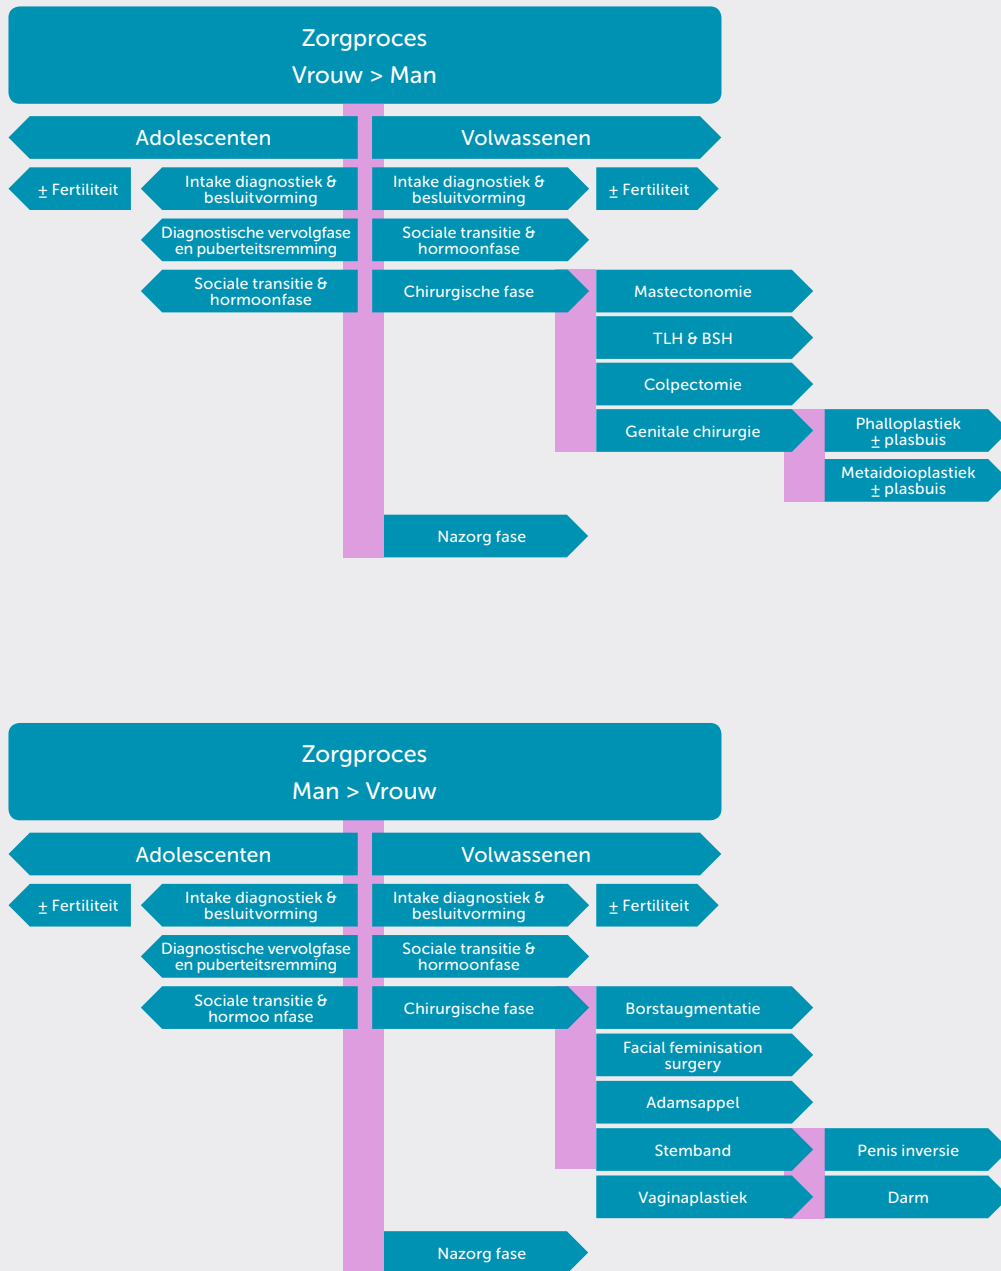 Zorgproces
Vrouw > Man
Adolescenten
Volwassenen
± Fertiliteit
Intake diagnostiek &
besluitvorming
Intake diagnostiek &
besluitvorming
± Fertiliteit
Diagnostische vervolgfase
en puberteitsremming
Sociale transitie &
hormoonfase
Sociale transitie &
hormoonfase
Chirurgische fase
Mastectonomie
TLH & BSH
Colpectomie
Genitale chirurgie
Phalloplastiek
± plasbuis
Metaidoioplastiek
± plasbuis
Nazorg fase
Zorgproces
Man > Vrouw
Adolescenten
Volwassenen
± Fertiliteit
Intake diagnostiek &
besluitvorming
Intake diagnostiek &
besluitvorming
± Fertiliteit
Diagnostische vervolgfase
en puberteitsremming
Sociale transitie &
hormoonfase
Sociale transitie &
hormoo nfase
Chirurgische fase
Borstaugmentatie
Facial feminisation
surgery
Adamsappel
Stemband
Penis inversie
Vaginaplastiek
Darm
Nazorg fase